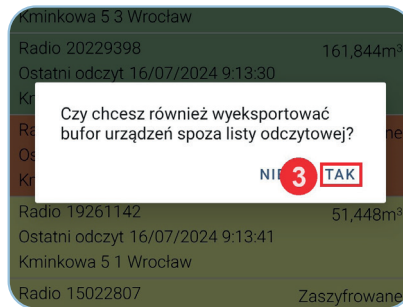 Kminkowa 5 3 Wrocław
Radio 20229398 161,844m³
Ostatni odczyt 16/07/2024 9:13:30
Czy chcesz również wyeksportować
bufor urządzeń spoza listy odczytowej?
3 TAK
Radio 19261142 51,448m³
Ostatni odczyt 16/07/2024 9:13:41
Kminkowa 5 1 Wrocław
Radio 15022807 Zaszyfrowane